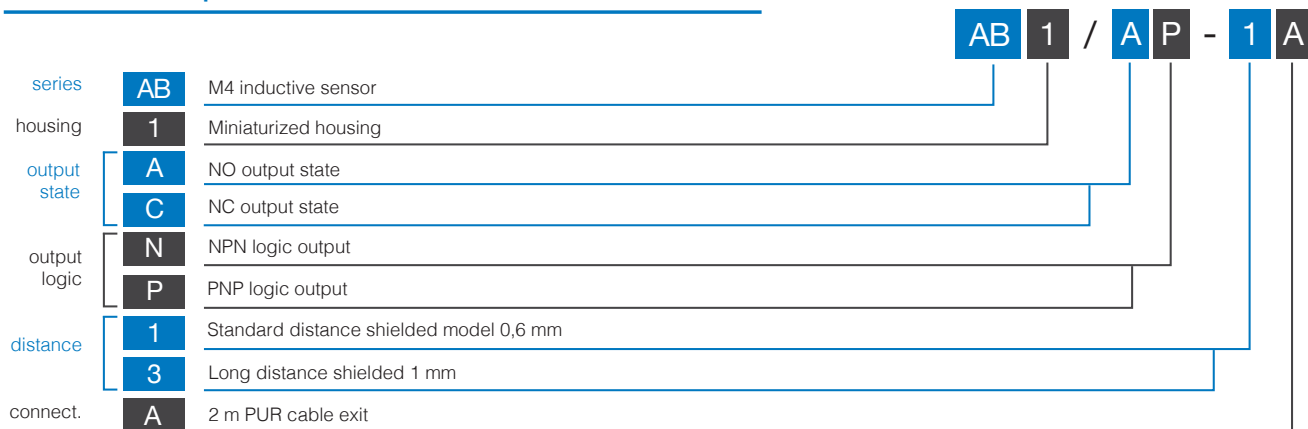 AB 1 / A P - 1 A
series AB M4 inductive sensor
housing 1 Miniaturized housing
output state
A NO output state
C NC output state
output logic
N NPN logic output
P PNP logic output
distance
1 Standard distance shielded model 0,6 mm
3 Long distance shielded 1 mm
connect. A 2 m PUR cable exit